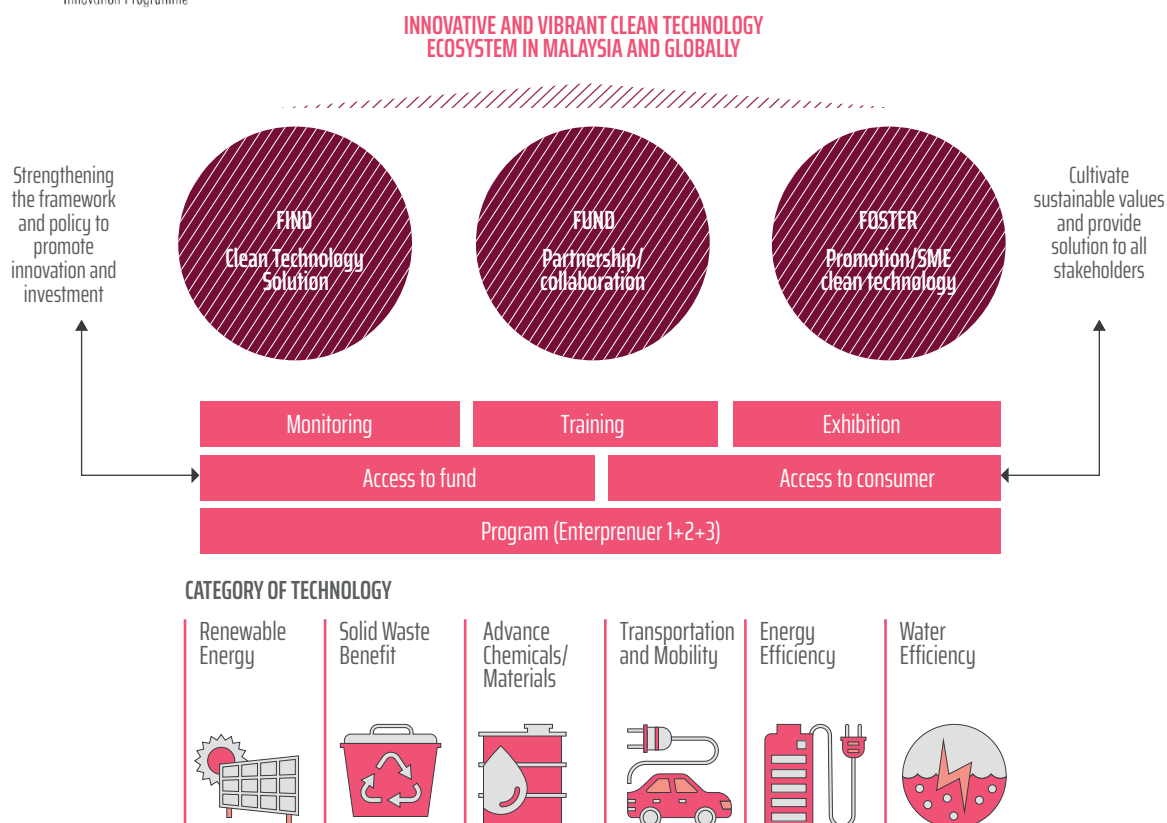 Innovation Programme
INNOVATIVE AND VIBRANT CLEAN TECHNOLOGY
ECOSYSTEM IN MALAYSIA AND GLOBALLY
Strengthening
the framework
and policy to
promote
innovation and
investment
FIND
Clean Technology
Solution
FUND
Partnership/
collaboration
FOSTER
Promotion/SME
clean technology
Cultivate
sustainable values
and provide
solution to all
stakeholders
Monitoring
Training
Exhibition
Access to fund
Access to consumer
Program (Enterprenuer 1+2+3)
CATEGORY OF TECHNOLOGY
Renewable
Energy
Solid Waste
Benefit
Advance
Chemicals/
Materials
Transportation
and Mobility
Energy
Efficiency
Water
Efficiency